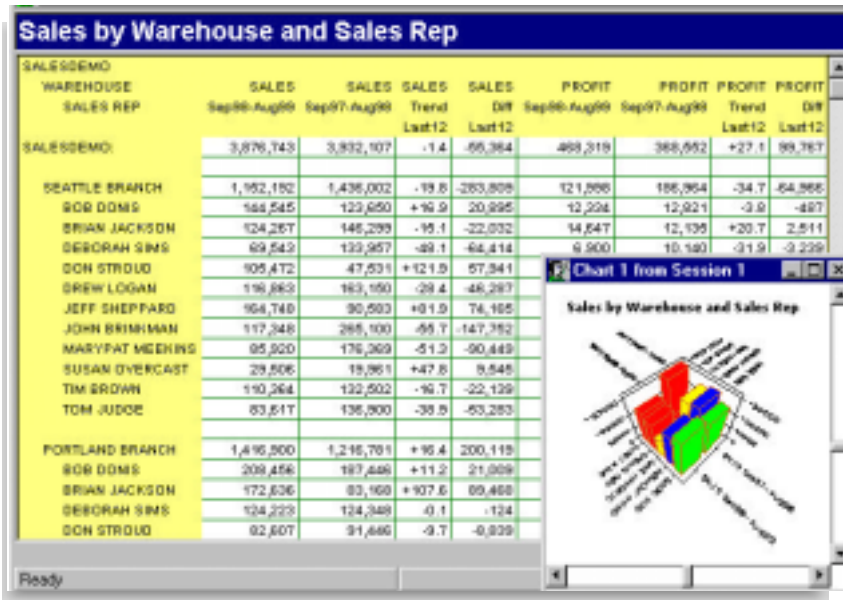 Sales by Warehouse and Sales Rep
SALESDEMO
WAREHOUSE SALES SALES SALES SALES PROFIT PROFIT PROFIT PROFIT
SALES REP Sep98-Aug99 Sep97-Aug98 Trend Diff Sep98-Aug99 Sep97-Aug98 Trend Diff
Last12 Last12 Last12 Last12
SALESDEMO: 3,876,743 3,932,107 -1.4 -55,364 468,319 368,552 +27.1 99,767
SEATTLE BRANCH 1,152,192 1,436,002 -19.8 -283,809 121,998 186,964 -34.7 -64,966
BOB DONIS 144,545 123,650 +16.9 20,895 12,334 12,821 -3.8 -487
BRIAN JACKSON 124,267 146,299 -15.1 -22,032 14,647 12,136 +20.7 2,511
DEBORAH SIMS 69,543 133,957 -48.1 -64,414 6,900 10,140 -31.9 -3,239
DON STROUD 105,472 47,531 +121.9 57,941
DREW LOGAN 116,863 163,150 -28.4 -46,287
JEFF SHEPPARD 164,748 90,583 +81.9 74,165
JOHN BRINKMAN 117,348 265,100 -55.7 -147,752
MARYPAT MEEKINS 85,920 176,369 -51.3 -90,449
SUSAN OVERCAST 29,506 19,961 +47.8 9,545
TIM BROWN 110,364 132,502 -16.7 -22,139
TOM JUDGE 83,617 136,900 -38.9 -53,283
PORTLAND BRANCH 1,416,900 1,216,781 +16.4 200,119
BOB DONIS 208,456 187,446 +11.2 21,009
BRIAN JACKSON 172,636 83,168 +107.6 89,468
DEBORAH SIMS 124,223 124,348 -0.1 -124
DON STROUD 82,607 91,446 -9.7 -8,839
Chart 1 from Session 1
Sales by Warehouse and Sales Rep
Ready